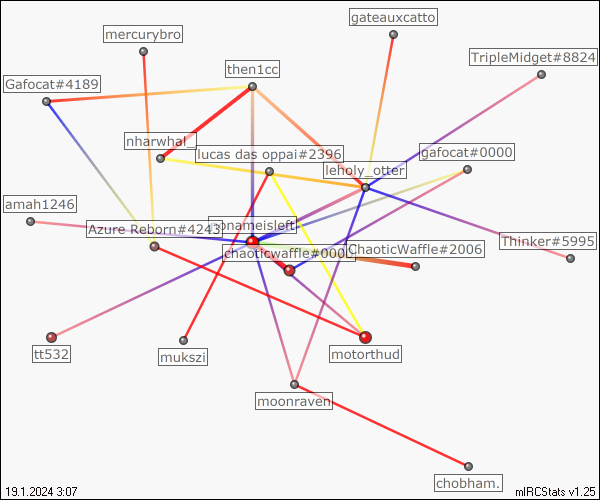 gateauxcatto
mercurybro
TripleMidget#8824
then1cc
Gafocat#4189
nharwhal_
lucas das oppai#2396
gafocat#0000
leholy_otter
amah1246
Azure Reborn#4243
nameisleft
Thinker#5995
ChaoticWaffle#2006
chaoticwaffle#000
tt532
mukszi
motorthud
moonraven
chobham.
19.1.2024 3:07
mIRCStats v1.25